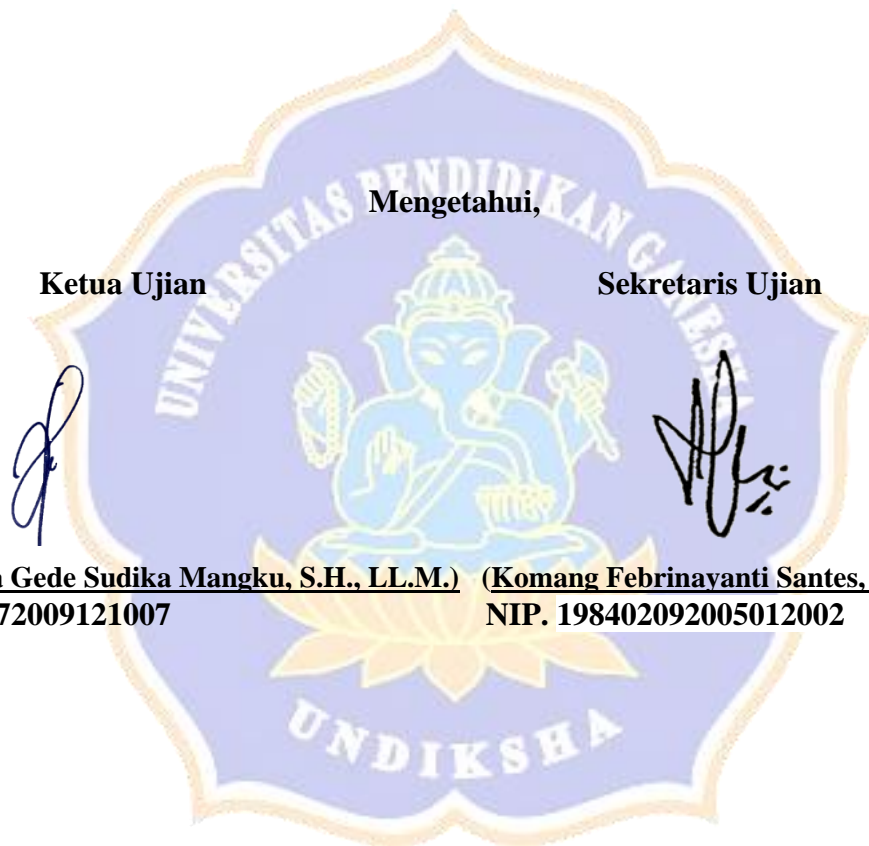 UNIVERSITAS PENDIDIKAN GANESHA
Mengetahui,
Ketua Ujian Sekretaris Ujian
Gede Sudika Mangku, S.H., LL.M.) (Komang Febrinayanti Santes,
72009121007 NIP. 198402092005012002
UNDIKSHA